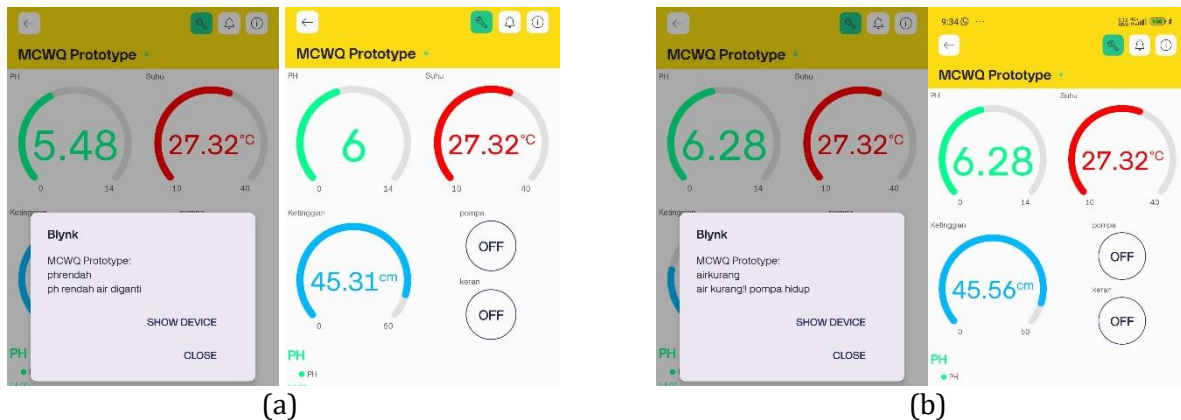 MCWQ Prototype
PH
Suhu
5.48
27.32°C
0
14
10
40
Blynk
MCWQ Prototype:
phrendah
ph rendah air diganti
SHOW DEVICE
CLOSE
PH
MCWQ Prototype
PH
Suhu
6
27.32°C
0
14
10
40
Ketinggian
pompa
45.31cm
OFF
keran
0
50
OFF
PH
PH
(a)
MCWQ Prototype
PH
Suhu
6.28
27.32°C
0
14
10
40
Blynk
MCWQ Prototype:
airkurang
air kurang!! pompa hidup
SHOW DEVICE
CLOSE
PH
9:34
MCWQ Prototype
PH
Suhu
6.28
27.32°C
0
14
10
40
Ketinggian
pompa
45.56cm
OFF
keran
0
50
OFF
PH
PH
(b)